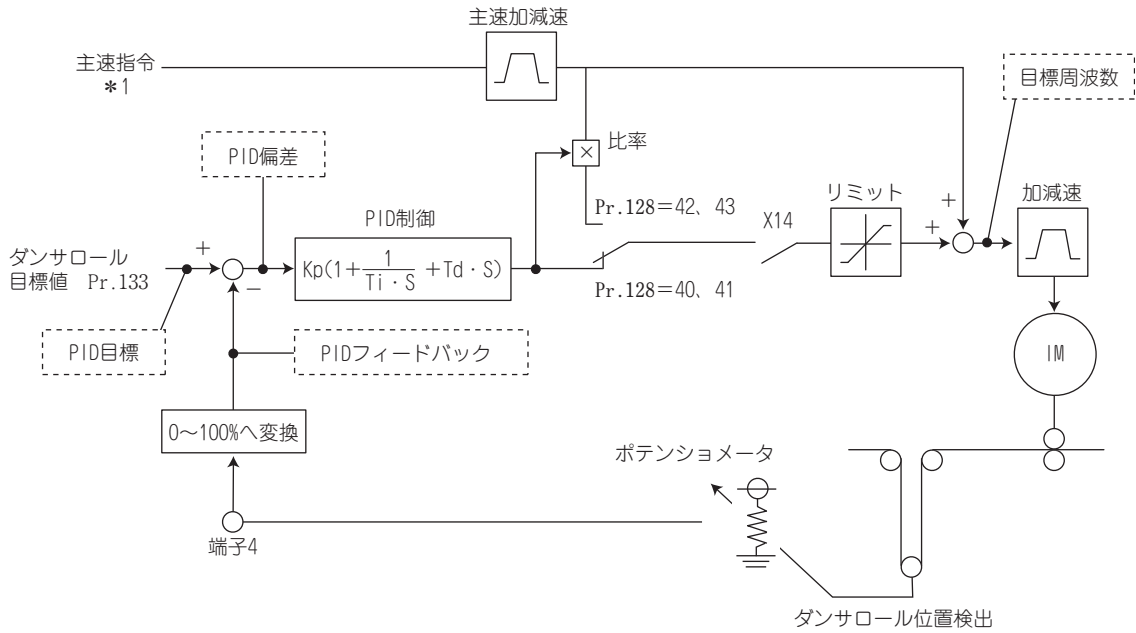 主速加減速
主速指令
*1
目標周波数
比率
PID偏差
Pr.128=42、43
X14
リミット
加減速
PID制御
ダンサロール
目標値 Pr.133
+
-
Kp(1+ 1/Ti・S +Td・S)
+
+
Pr.128=40、41
PID目標
PIDフィードバック
IM
0〜100%へ変換
ポテンショメータ
端子4
ダンサロール位置検出